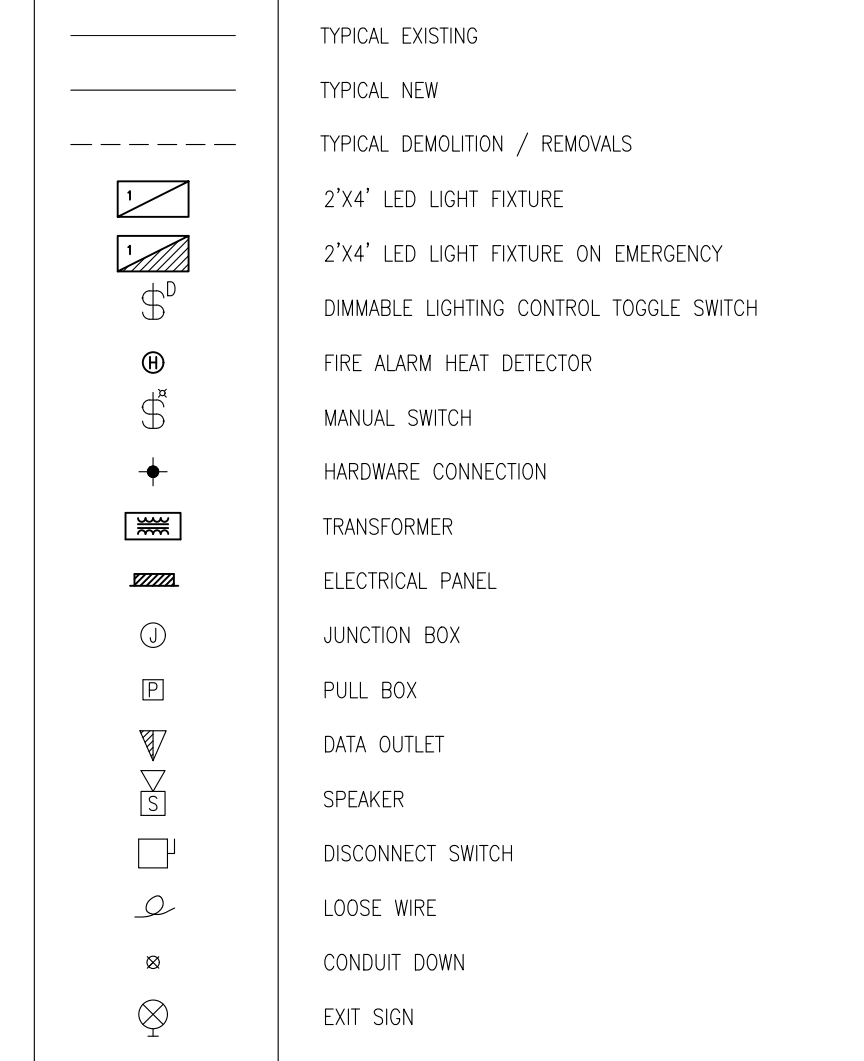 TYPICAL EXISTING
TYPICAL NEW
TYPICAL DEMOLITION / REMOVALS
1 2'X4' LED LIGHT FIXTURE
1 2'X4' LED LIGHT FIXTURE ON EMERGENCY
$D DIMMABLE LIGHTING CONTROL TOGGLE SWITCH
H FIRE ALARM HEAT DETECTOR
$¤ MANUAL SWITCH
HARDWARE CONNECTION
TRANSFORMER
ELECTRICAL PANEL
J JUNCTION BOX
P PULL BOX
DATA OUTLET
S SPEAKER
DISCONNECT SWITCH
LOOSE WIRE
CONDUIT DOWN
EXIT SIGN